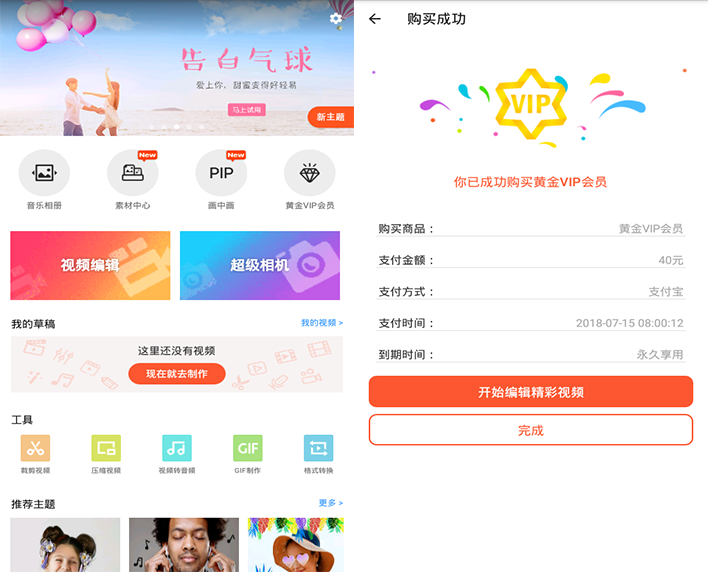 告白气球
爱上你，甜蜜变得好轻易
马上试用
新主题
New
New
PIP
音乐相册
素材中心
画中画
黄金VIP会员
视频编辑
超级相机
我的草稿
我的视频 >
这里还没有视频
现在就去制作
工具
GIF
裁剪视频
压缩视频
视频转音频
GIF制作
格式转换
推荐主题
更多 >
购买成功
VIP
你已成功购买黄金VIP会员
购买商品： 黄金VIP会员
支付金额： 40元
支付方式： 支付宝
支付时间： 2018-07-15 08:00:12
到期时间： 永久享用
开始编辑精彩视频
完成